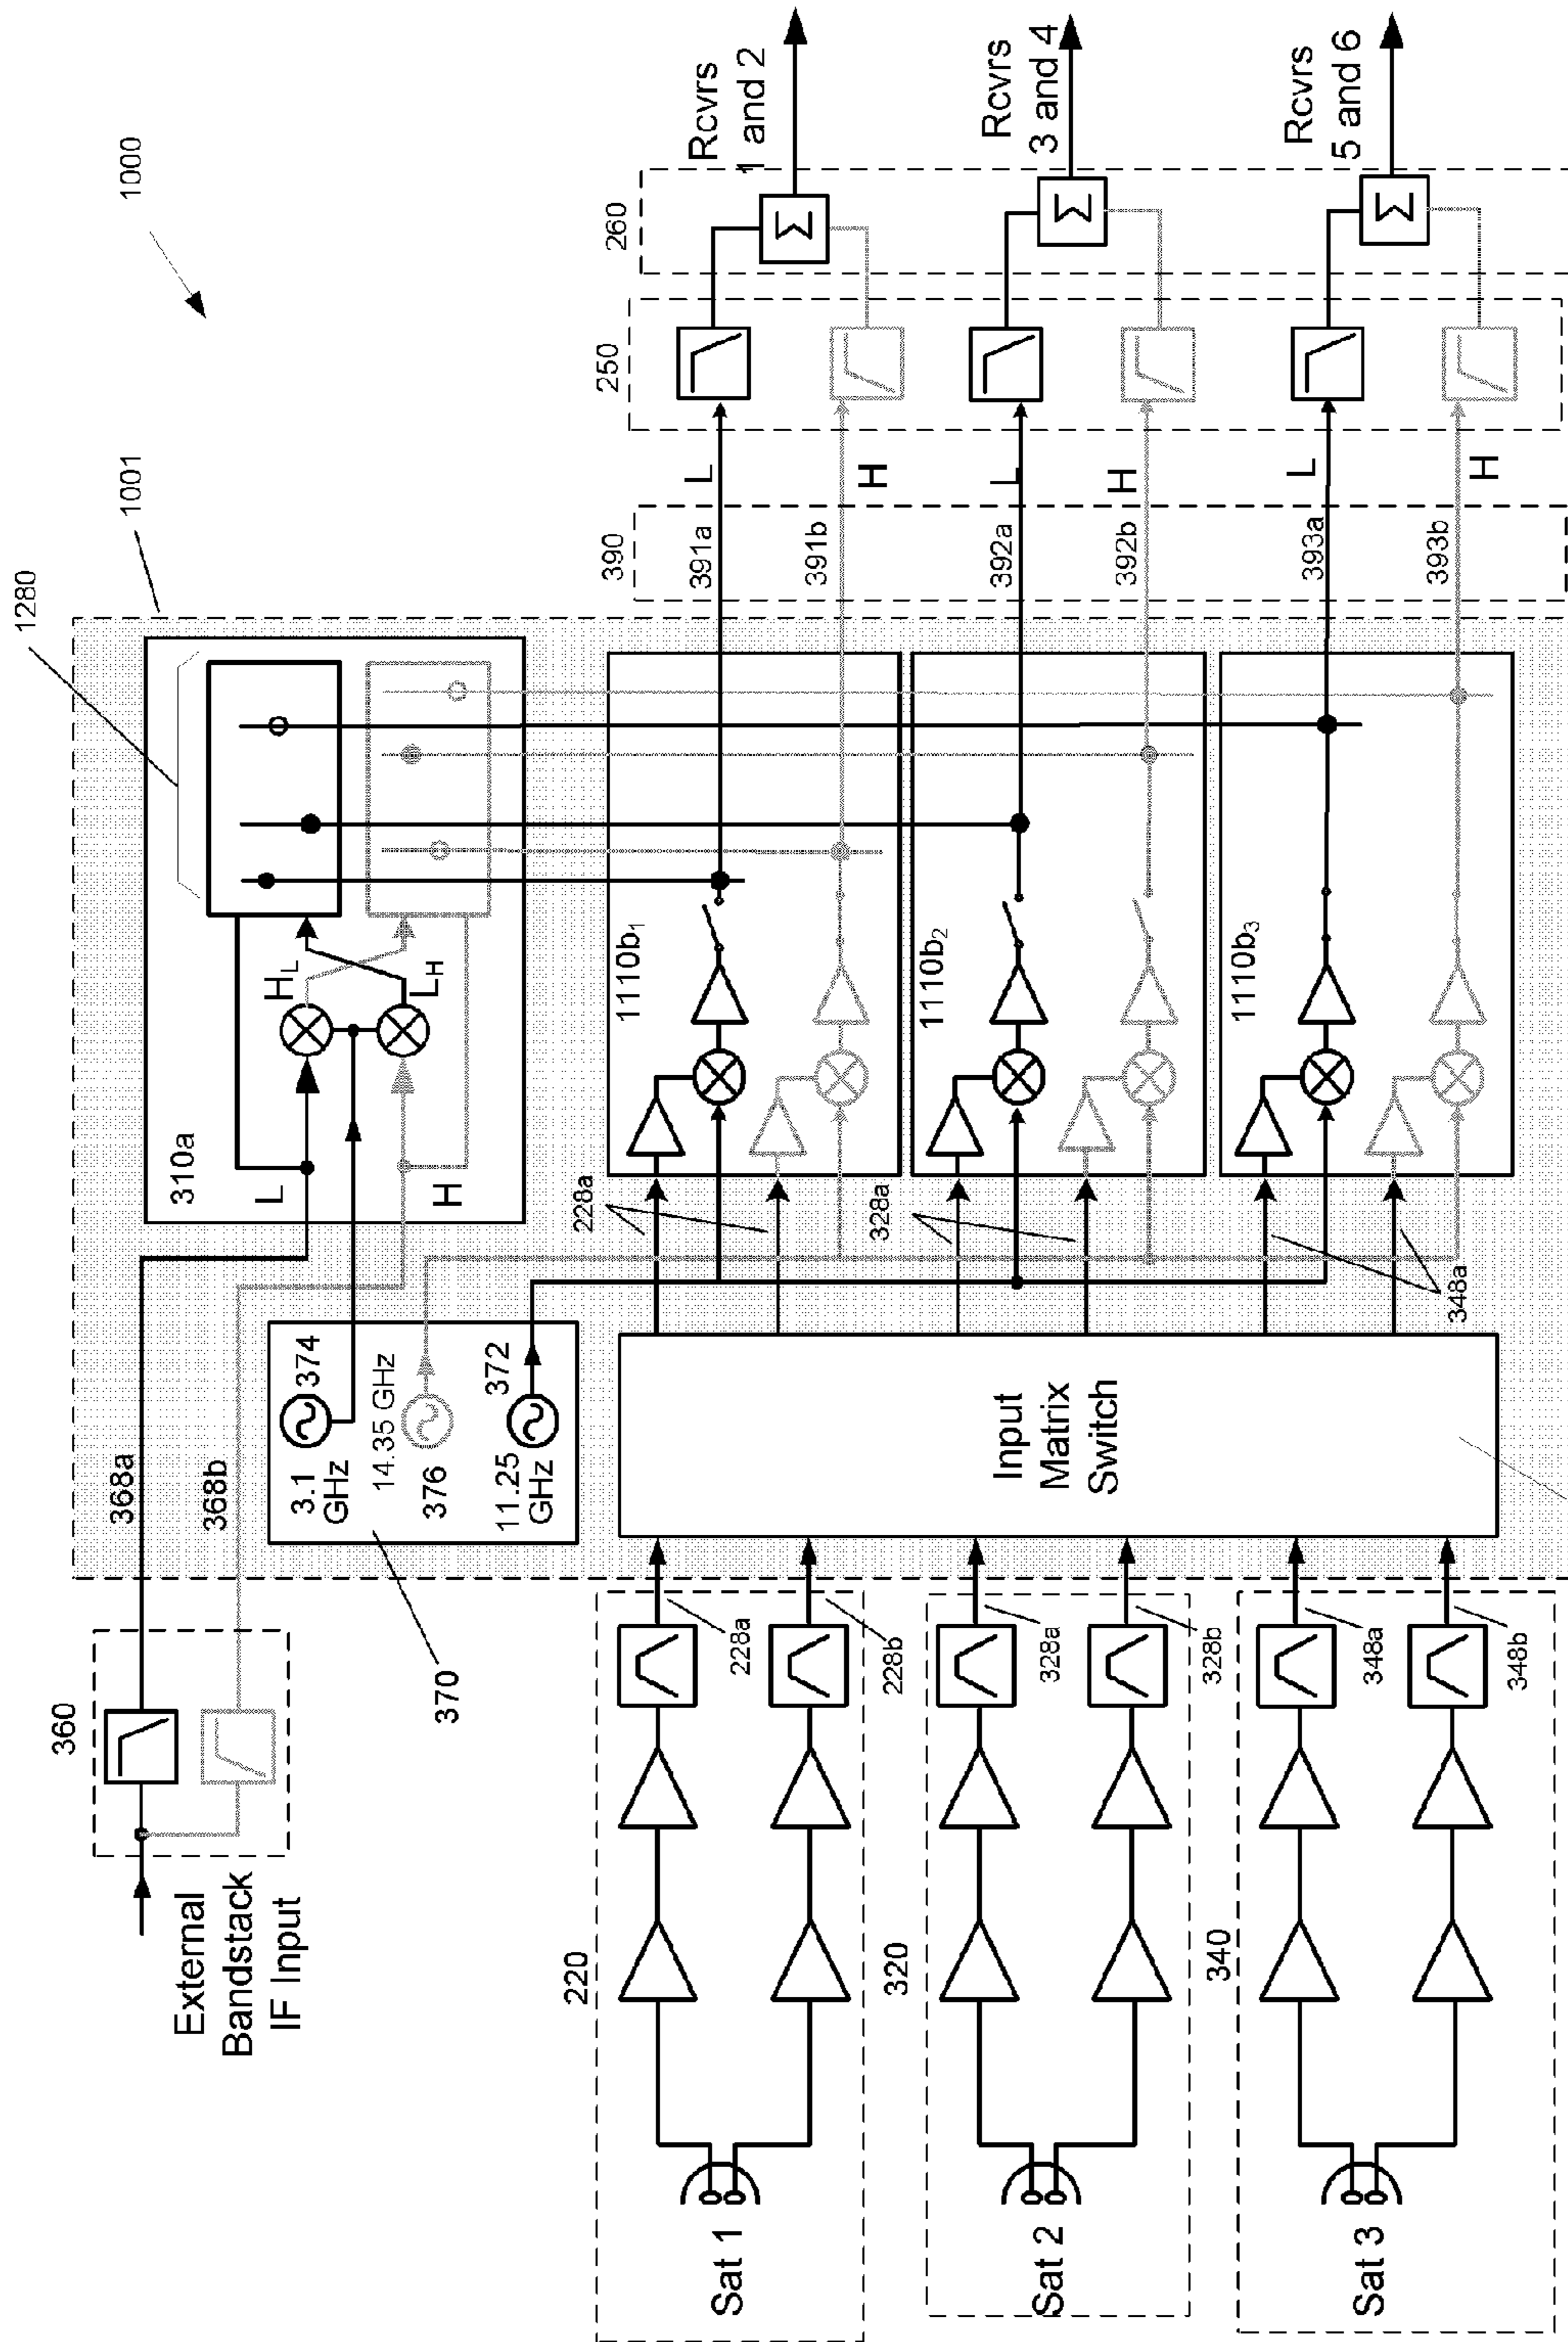 1000
1280
1001
360
External
Bandstack
IF Input
368a
368b
310a
L
H
H_L
L_H
370
3.1
GHz
374
14.35 GHz
376
11.25
GHz
372
390
250
260
220
Sat 1
228a
228b
320
Sat 2
328a
328b
340
Sat 3
348a
348b
Input
Matrix
Switch
228a
328a
348a
1110b₁
1110b₂
1110b₃
391a
L
391b
H
392a
L
392b
H
393a
L
393b
H
Σ
Σ
Σ
Rcvrs
1 and 2
Rcvrs
3 and 4
Rcvrs
5 and 6